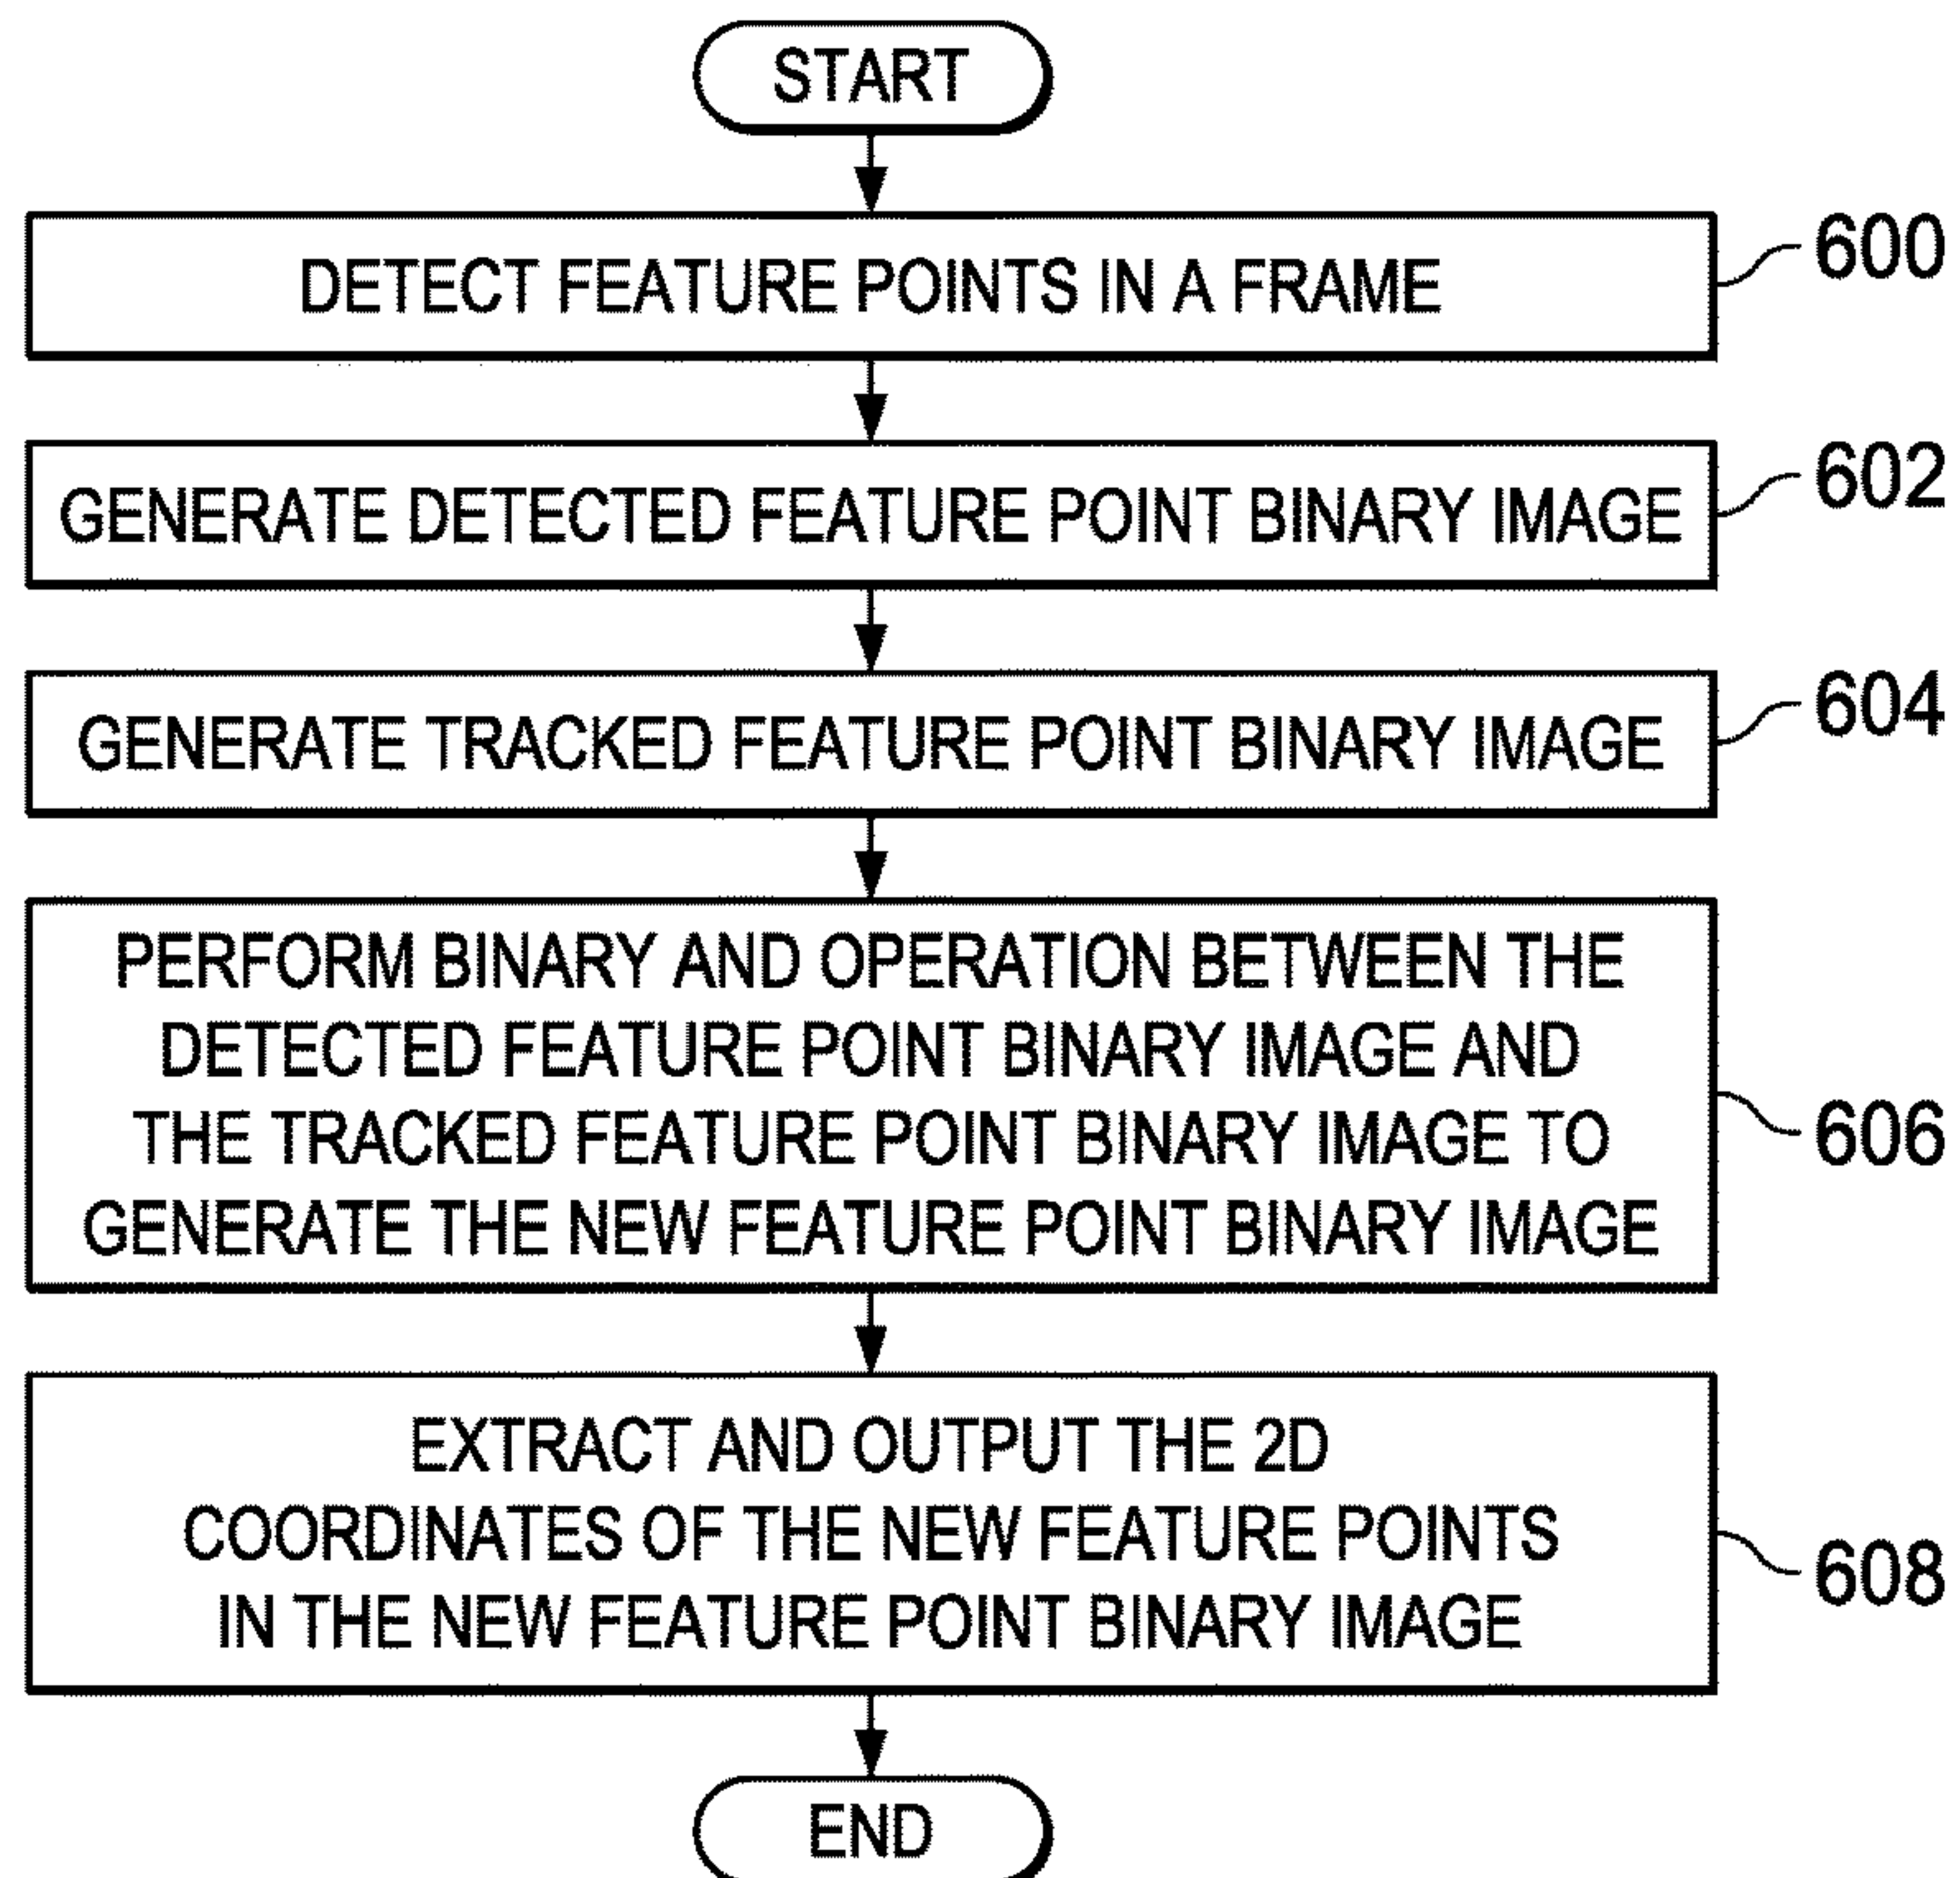 START
DETECT FEATURE POINTS IN A FRAME
600
GENERATE DETECTED FEATURE POINT BINARY IMAGE
602
GENERATE TRACKED FEATURE POINT BINARY IMAGE
604
PERFORM BINARY AND OPERATION BETWEEN THE
DETECTED FEATURE POINT BINARY IMAGE AND
THE TRACKED FEATURE POINT BINARY IMAGE TO
GENERATE THE NEW FEATURE POINT BINARY IMAGE
606
EXTRACT AND OUTPUT THE 2D
COORDINATES OF THE NEW FEATURE POINTS
IN THE NEW FEATURE POINT BINARY IMAGE
608
END